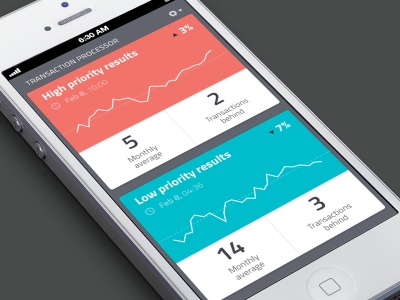 6:30 AM
TRANSACTION PROCESSOR
High priority results
▲ 3%
Feb 8, 10:00
5
Monthly
average
2
Transactions
behind
Low priority results
▼ 7%
Feb 8, 04:36
14
Monthly
average
3
Transactions
behind